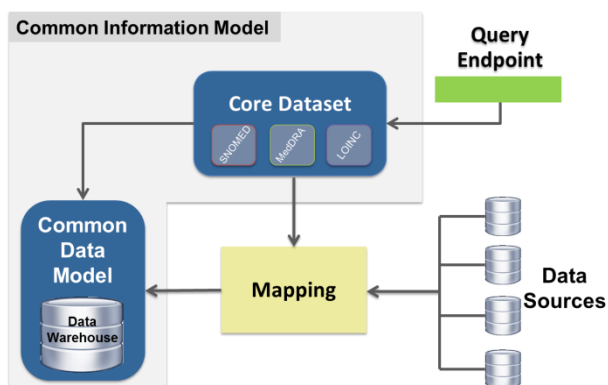 Common Information Model
Query
Endpoint
Core Dataset
SNOMED
MedDRA
LOINC
Common
Data
Model
Data
Warehouse
Mapping
Data
Sources